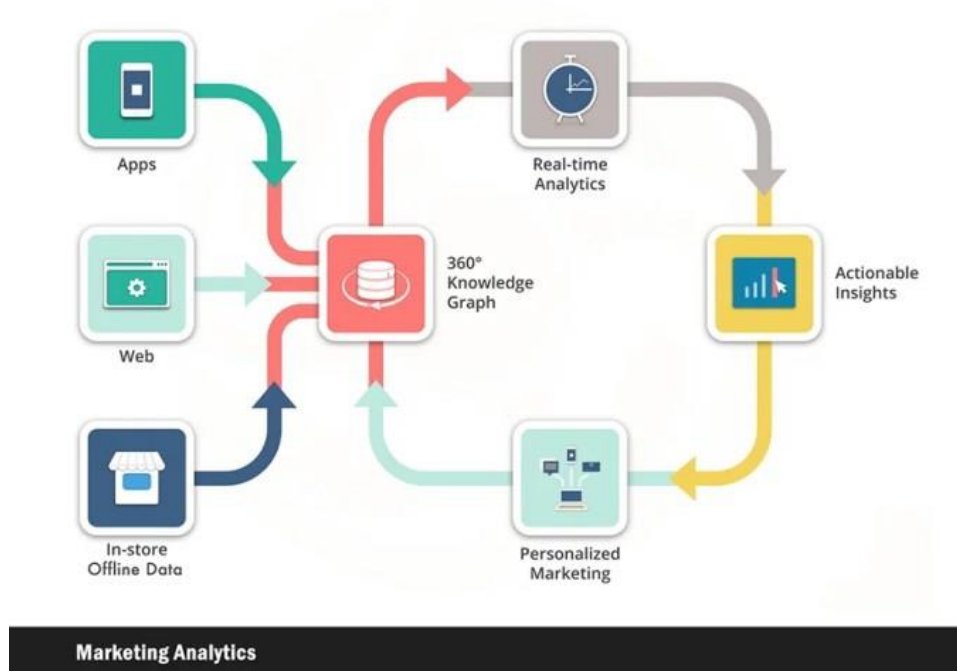 Apps
Real-time
Analytics
Web
360°
Knowledge
Graph
Actionable
Insights
In-store
Offline Data
Personalized
Marketing
Marketing Analytics